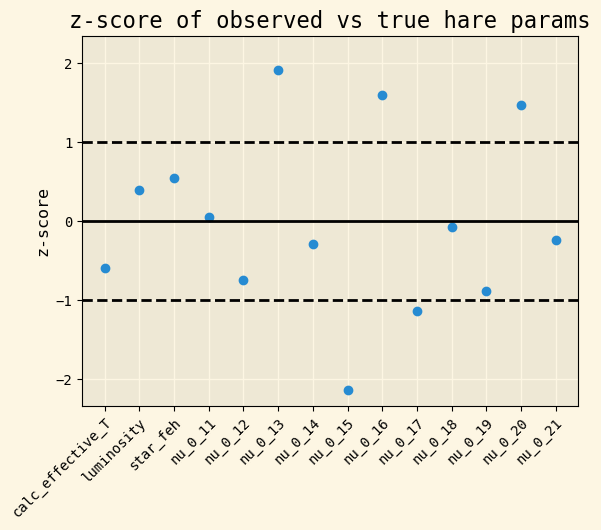 z-score of observed vs true hare params
z-score
2
1
0
−1
−2
calc_effective_T
luminosity
star_feh
nu_0_11
nu_0_12
nu_0_13
nu_0_14
nu_0_15
nu_0_16
nu_0_17
nu_0_18
nu_0_19
nu_0_20
nu_0_21